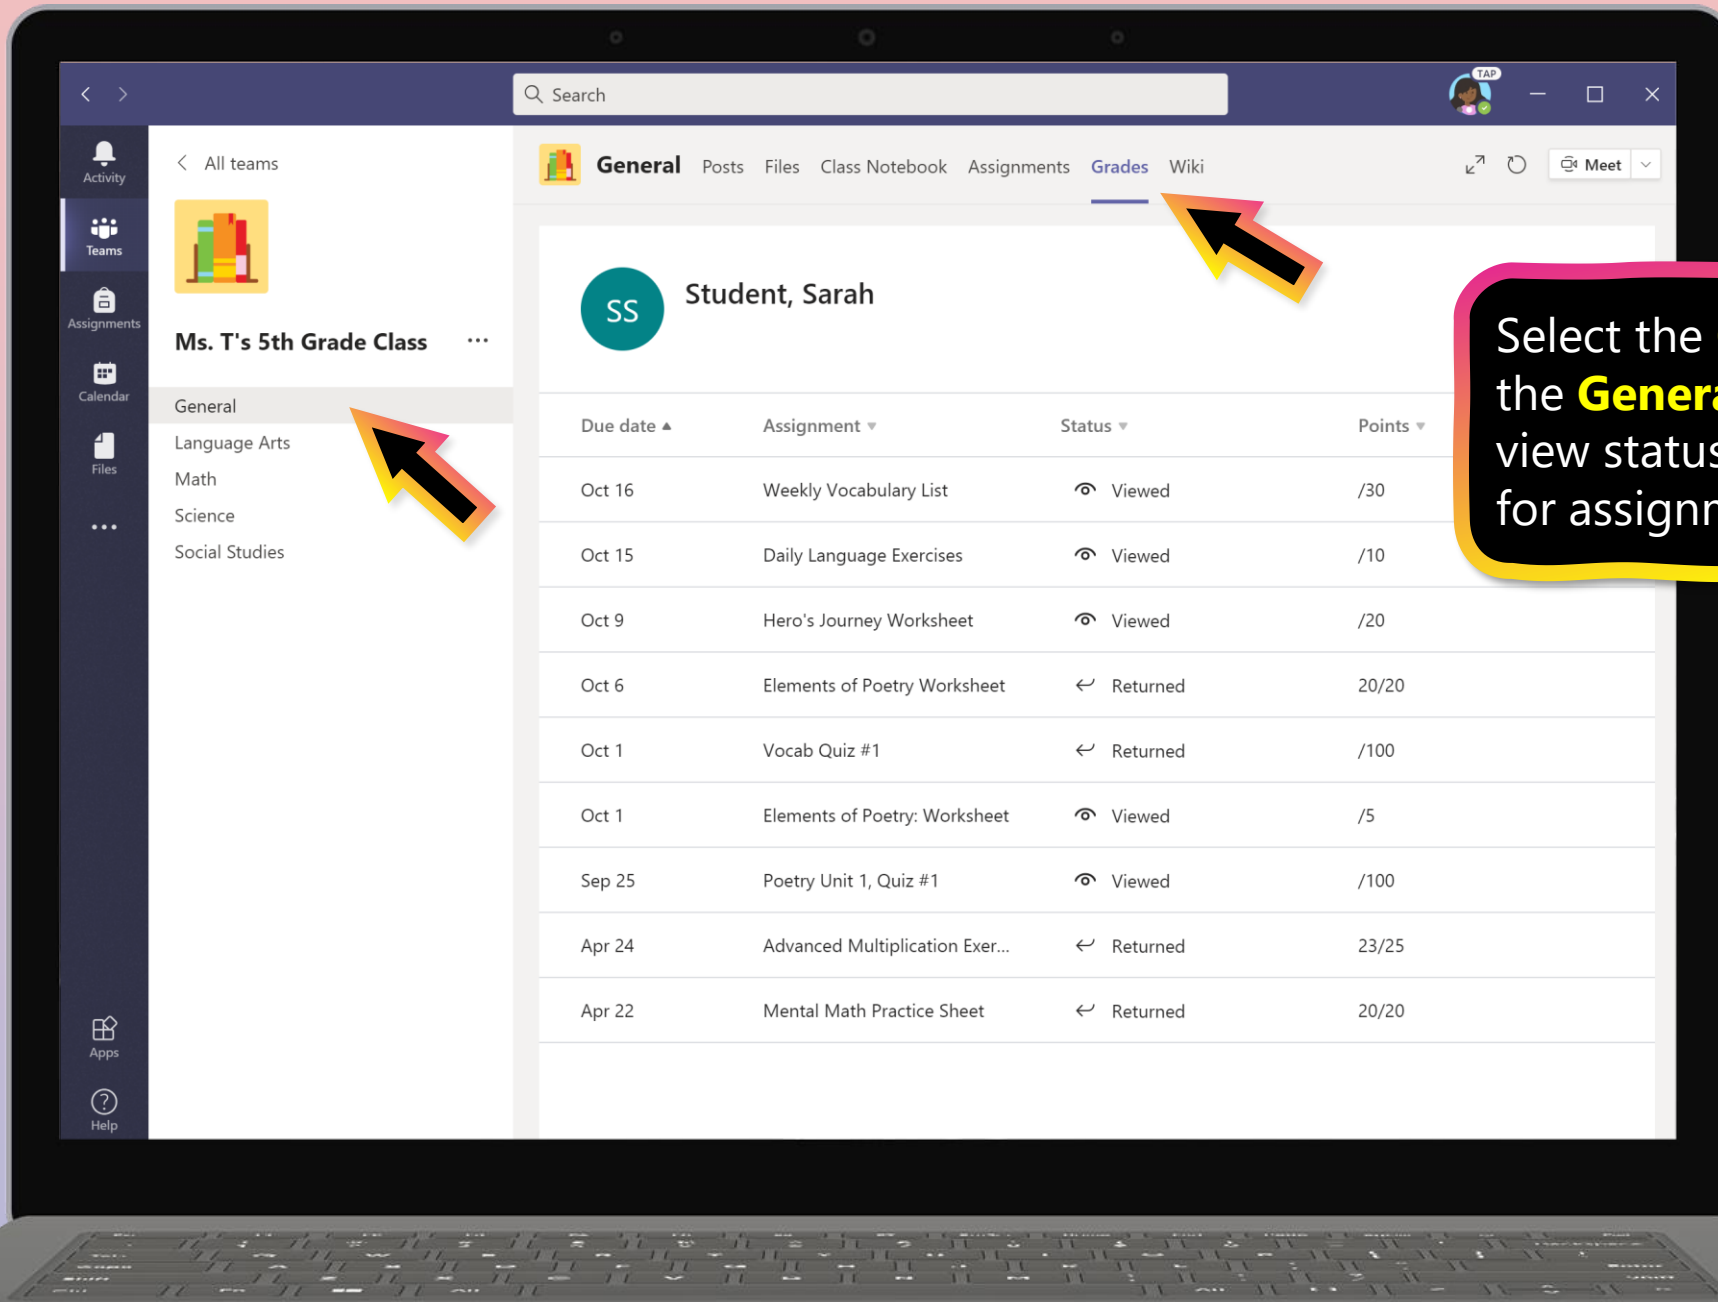 Search
TAP
Activity
Teams
Assignments
Calendar
Files
Apps
Help
All teams
Ms. T's 5th Grade Class
General
Language Arts
Math
Science
Social Studies
General Posts Files Class Notebook Assignments Grades Wiki
Meet
SS
Student, Sarah
Due date Assignment Status Points
Oct 16 Weekly Vocabulary List Viewed /30
Oct 15 Daily Language Exercises Viewed /10
Oct 9 Hero's Journey Worksheet Viewed /20
Oct 6 Elements of Poetry Worksheet Returned 20/20
Oct 1 Vocab Quiz #1 Returned /100
Oct 1 Elements of Poetry: Worksheet Viewed /5
Sep 25 Poetry Unit 1, Quiz #1 Viewed /100
Apr 24 Advanced Multiplication Exer... Returned 23/25
Apr 22 Mental Math Practice Sheet Returned 20/20
Select the
the Genera
view status
for assignm